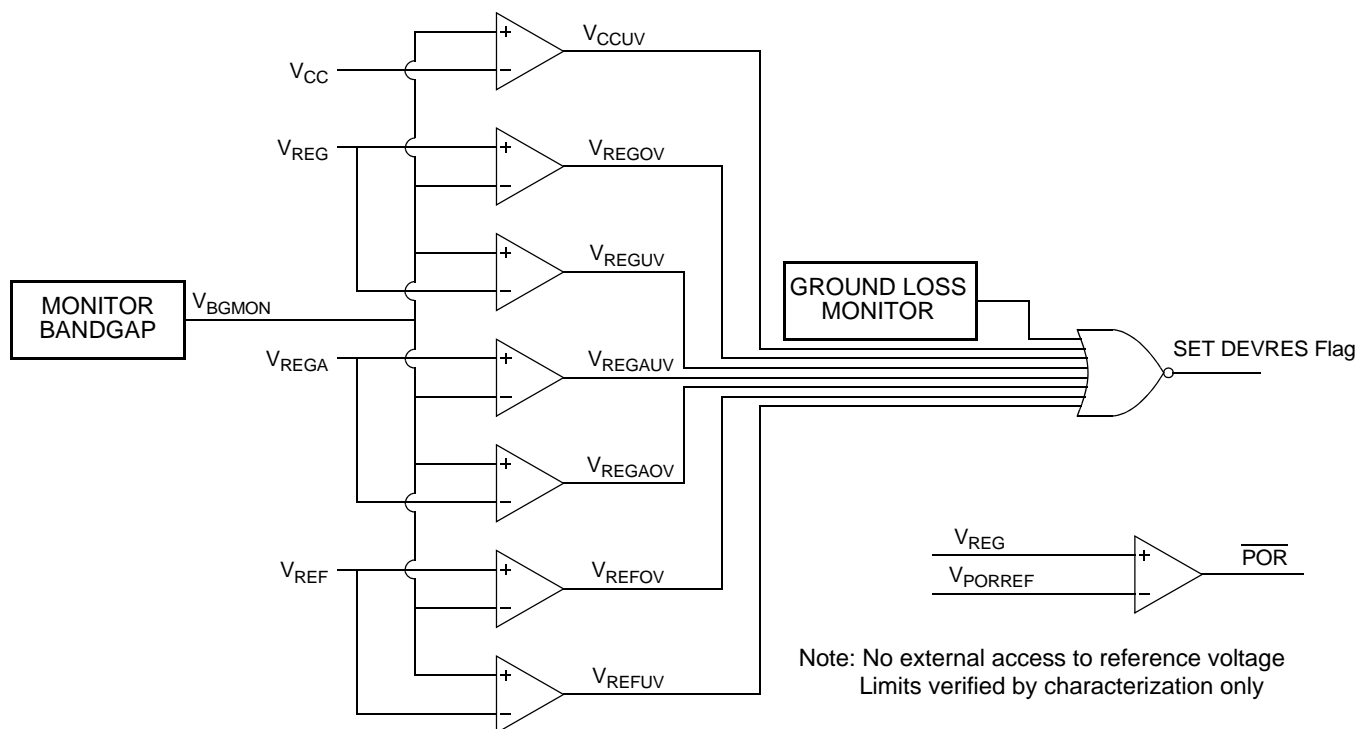 V_CCUV
V_CC
+
−
V_REG
V_REGOV
+
−
V_REGUV
+
−
MONITOR
BANDGAP
V_BGMON
GROUND LOSS
MONITOR
V_REGA
V_REGAUV
+
−
SET DEVRES Flag
V_REGAOV
+
−
V_REF
V_REFOV
+
−
V_REFUV
+
−
V_REG
V_PORREF
+
−
P̅O̅R̅
Note: No external access to reference voltage
Limits verified by characterization only